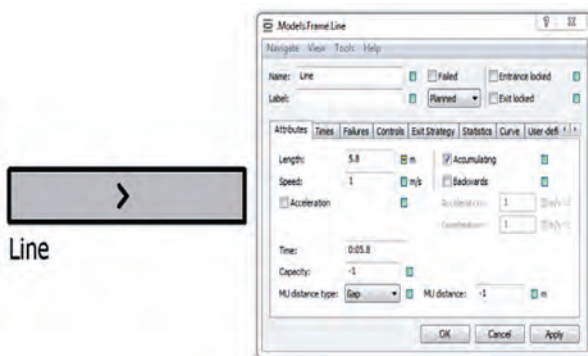 .Models.Frame.Line
Navigate View Tools Help
Name: Line Failed Entrance locked
Label: Planned Exit locked
Attributes Times Failures Controls Exit Strategy Statistics Curve User-defi
Length: 5.8 m Accumulating
Speed: 1 m/s Backwards
Acceleration Acceleration: 1
1
Time: 0:05.8
Capacity: -1
MU distance type: Gap MU distance: -1 m
OK Cancel Apply
Line